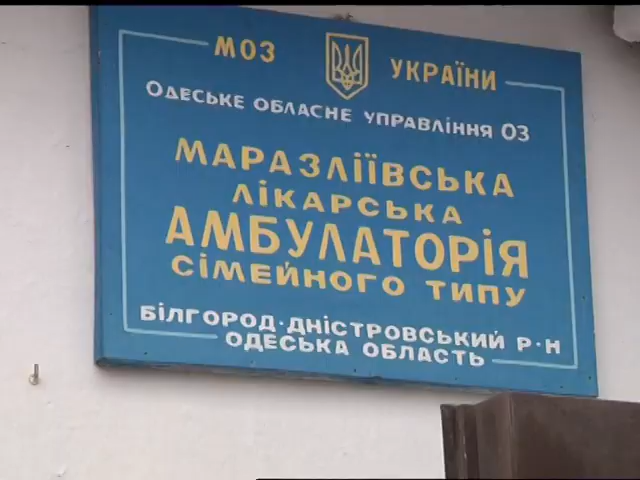 МОЗ УКРАЇНИ
ОДЕСЬКЕ ОБЛАСНЕ УПРАВЛІННЯ ОЗ
МАРАЗЛІЇВСЬКА
ЛІКАРСЬКА
АМБУЛАТОРІЯ
СІМЕЙНОГО ТИПУ
БІЛГОРОД-ДНІСТРОВСЬКИЙ Р-Н
ОДЕСЬКА ОБЛАСТЬ